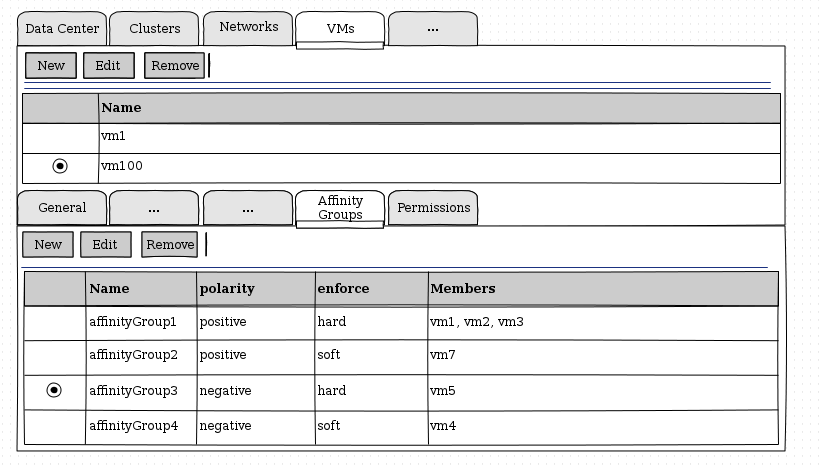 Data Center Clusters Networks VMs ...
New Edit Remove
Name
vm1
vm100
General ... ... Affinity Groups Permissions
New Edit Remove
Name polarity enforce Members
affinityGroup1 positive hard vm1, vm2, vm3
affinityGroup2 positive soft vm7
affinityGroup3 negative hard vm5
affinityGroup4 negative soft vm4